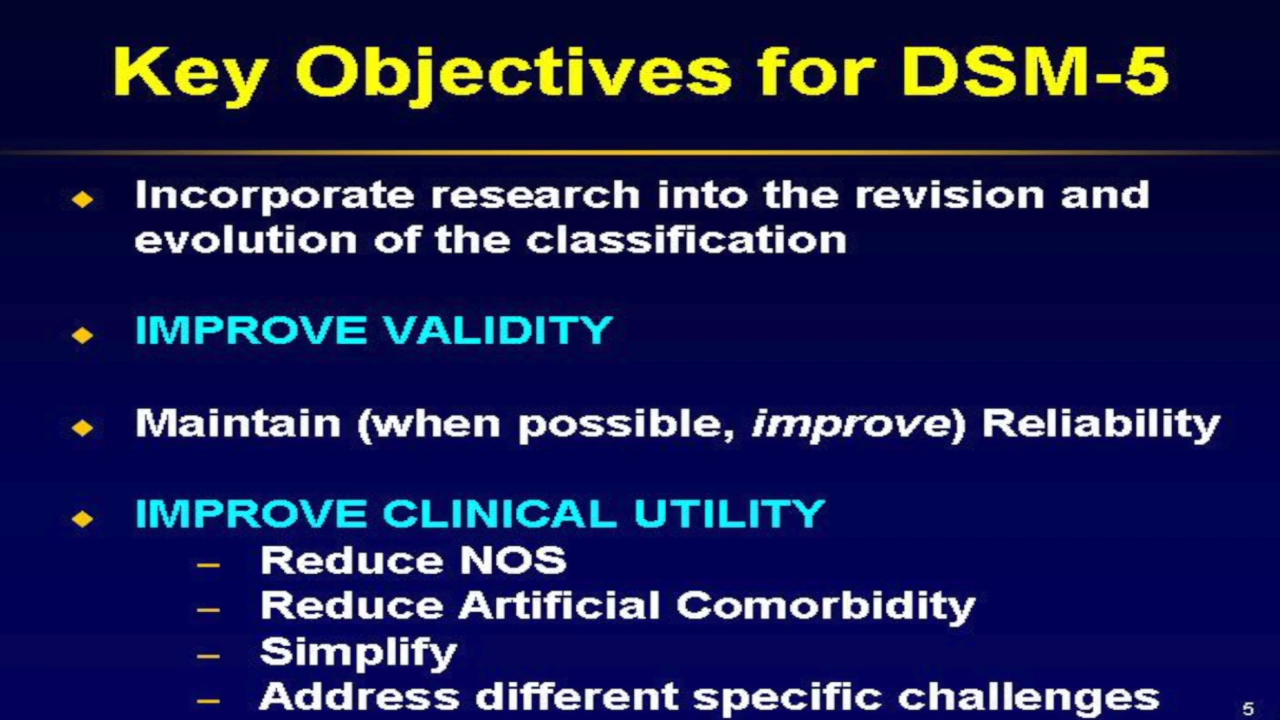 Key Objectives for DSM-5
Incorporate research into the revision and
evolution of the classification
IMPROVE VALIDITY
Maintain (when possible, improve) Reliability
IMPROVE CLINICAL UTILITY
– Reduce NOS
– Reduce Artificial Comorbidity
– Simplify
– Address different specific challenges
5